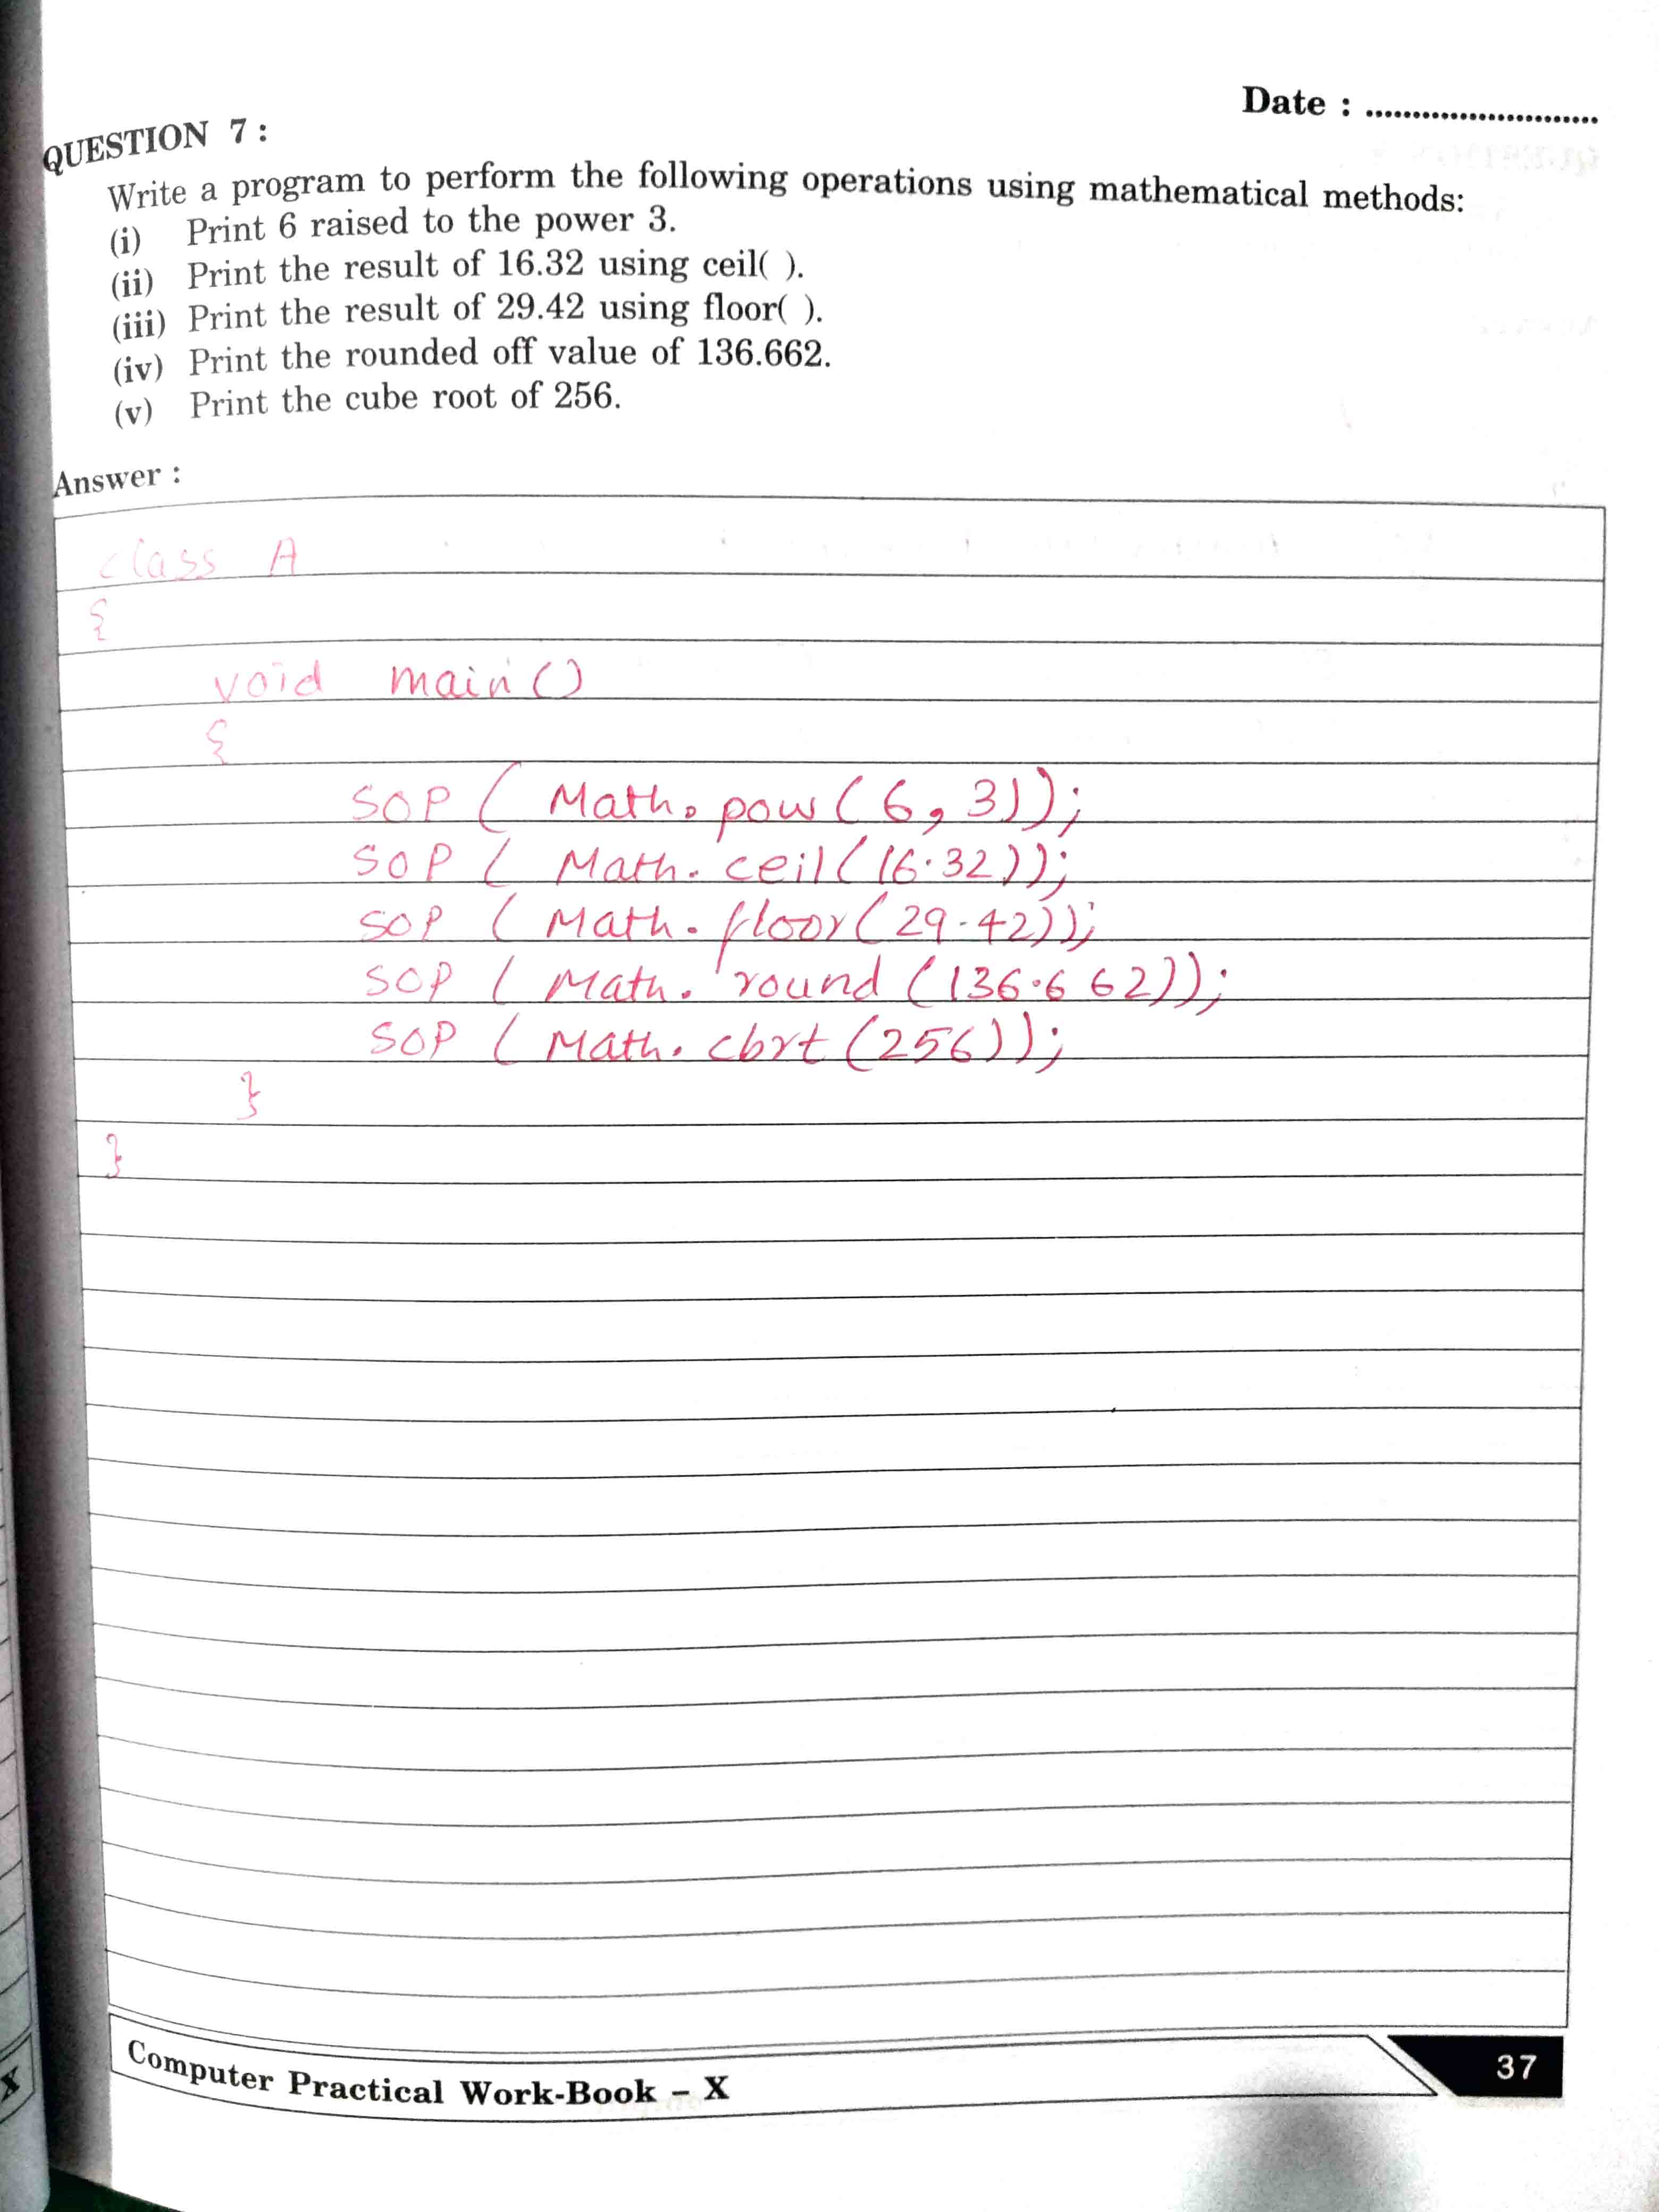 Date : ..........................
QUESTION 7 :
Write a program to perform the following operations using mathematical methods:
(i) Print 6 raised to the power 3.
(ii) Print the result of 16.32 using ceil( ).
(iii) Print the result of 29.42 using floor( ).
(iv) Print the rounded off value of 136.662.
(v) Print the cube root of 256.
Answer :
class A
{
void main()
{
SOP ( Math. pow ( 6, 3));
SOP ( Math. ceil ( 16.32));
SOP ( Math. floor ( 29.42));
SOP ( Math. round ( 136.662));
SOP ( Math. cbrt (256));
}
}
Computer Practical Work-Book – X
37
X